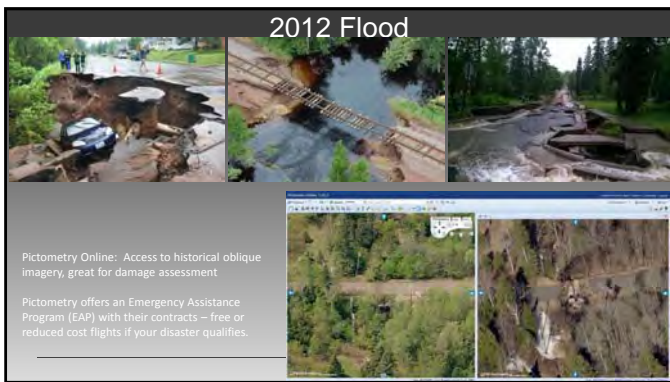 2012 Flood
Pictometry Online:  Access to historical oblique
imagery, great for damage assessment
Pictometry offers an Emergency Assistance
Program (EAP) with their contracts – free or
reduced cost flights if your disaster qualifies.